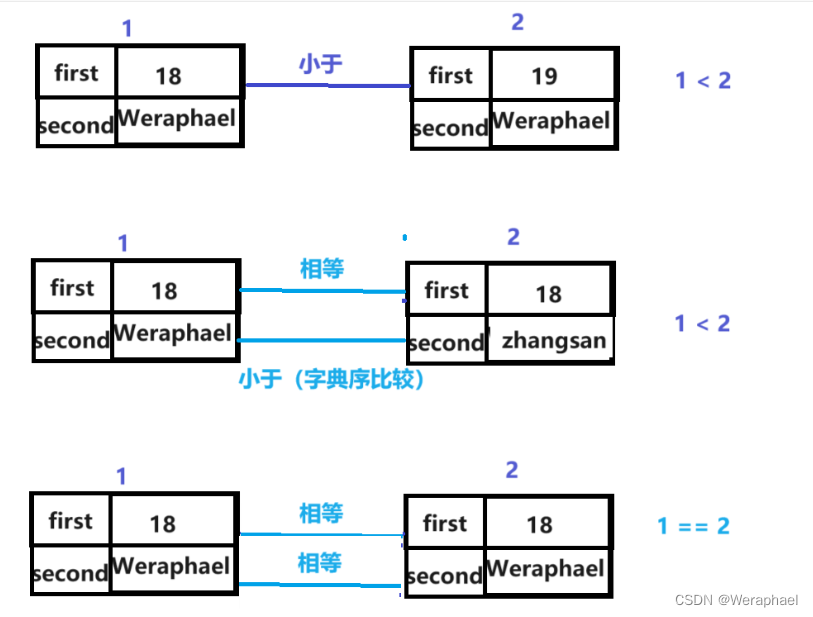 1 2
first 18 小于 first 19 1 < 2
second Weraphael second Weraphael
1 2
first 18 相等 first 18
second Weraphael second zhangsan 1 < 2
小于（字典序比较）
1 2
first 18 相等 first 18 1 == 2
second Weraphael 相等 second Weraphael
CSDN @Weraphael